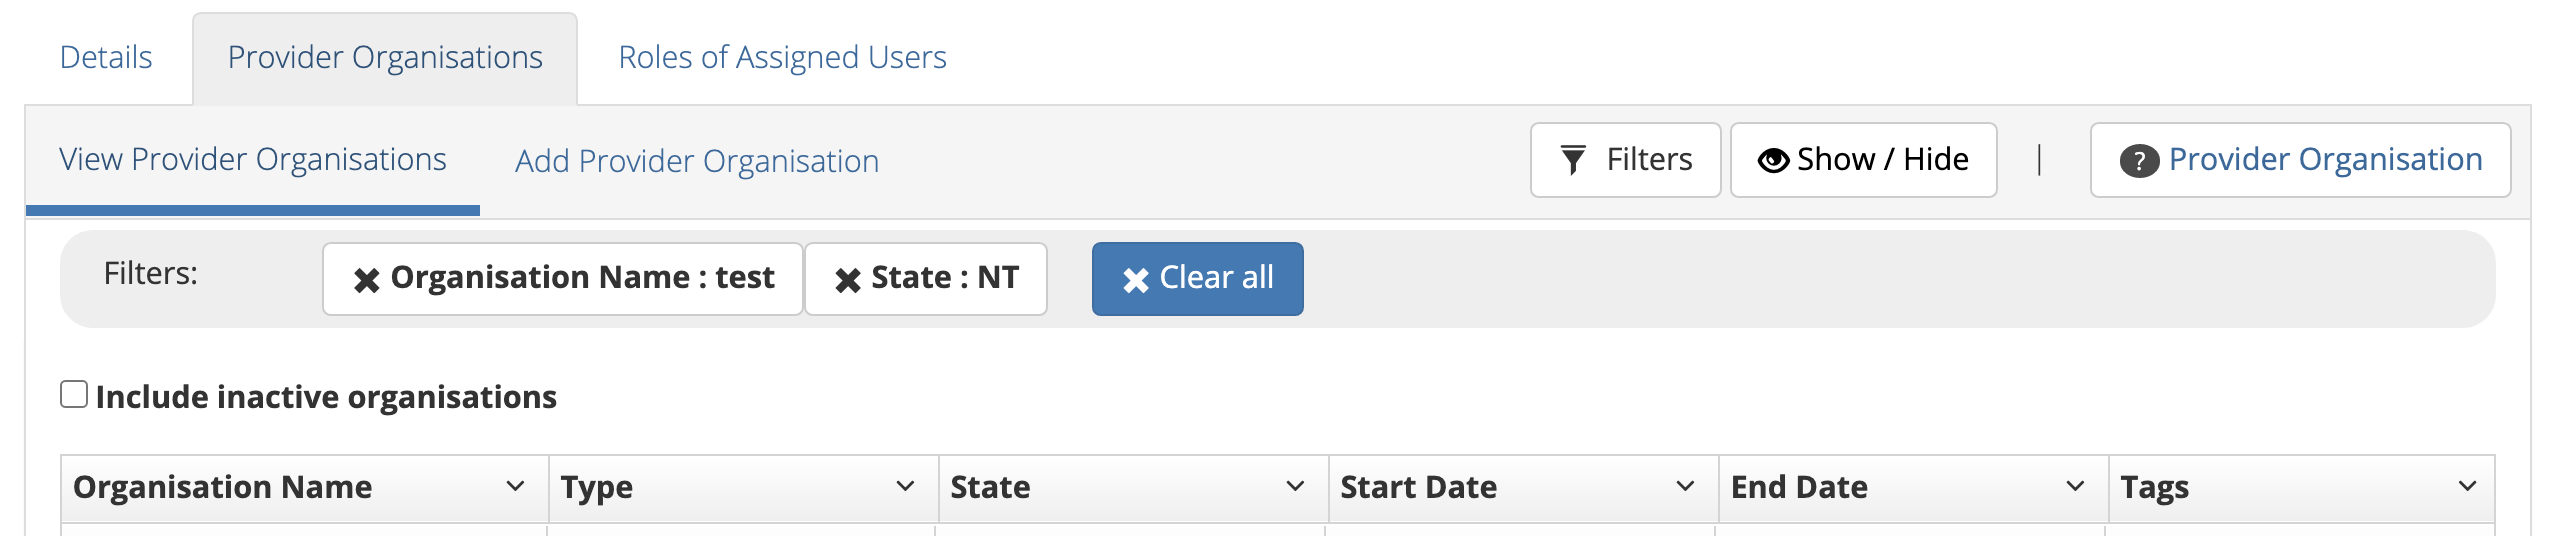 Details Provider Organisations Roles of Assigned Users
View Provider Organisations Add Provider Organisation Filters Show / Hide | ? Provider Organisation
Filters: Organisation Name : test State : NT Clear all
Include inactive organisations
Organisation Name Type State Start Date End Date Tags